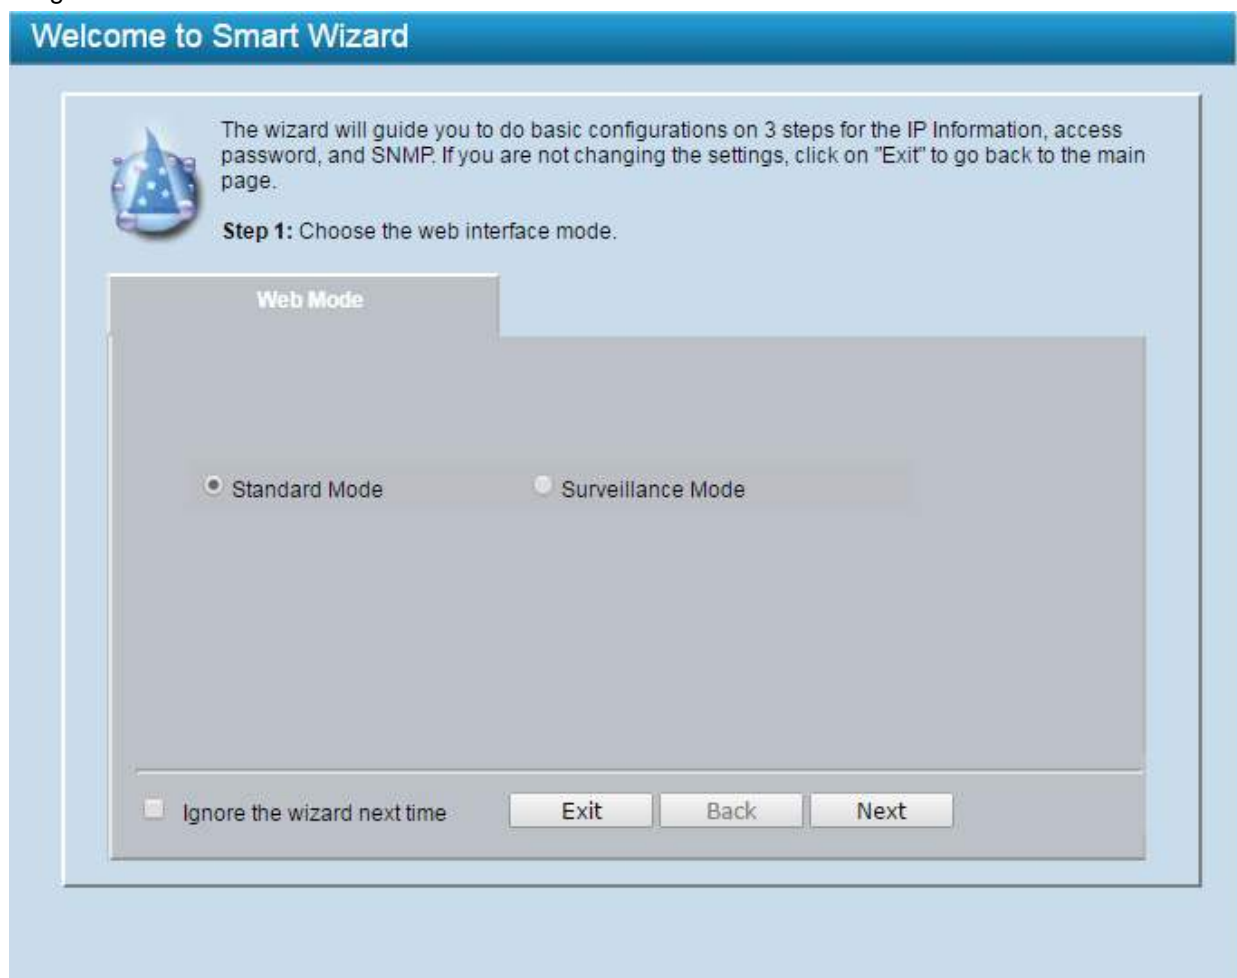 Welcome to Smart Wizard
The wizard will guide you to do basic configurations on 3 steps for the IP Information, access
password, and SNMP. If you are not changing the settings, click on "Exit" to go back to the main
page.
Step 1: Choose the web interface mode.
Web Mode
Standard Mode Surveillance Mode
Ignore the wizard next time Exit Back Next